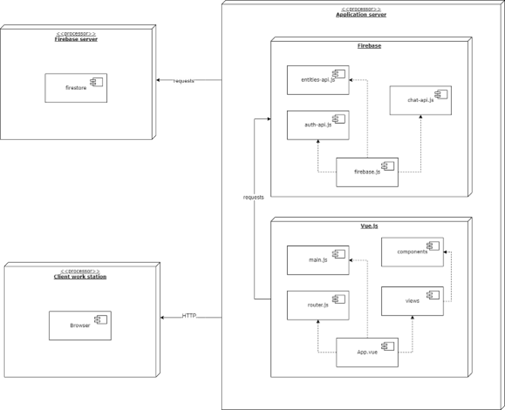 <<processor>>
Firebase server
firestore
requests
<<processor>>
Application server
Firebase
entities-api.js
chat-api.js
auth-api.js
firebase.js
requests
Vue.js
main.js
components
router.js
views
App.vue
<<processor>>
Client work station
Browser
HTTP